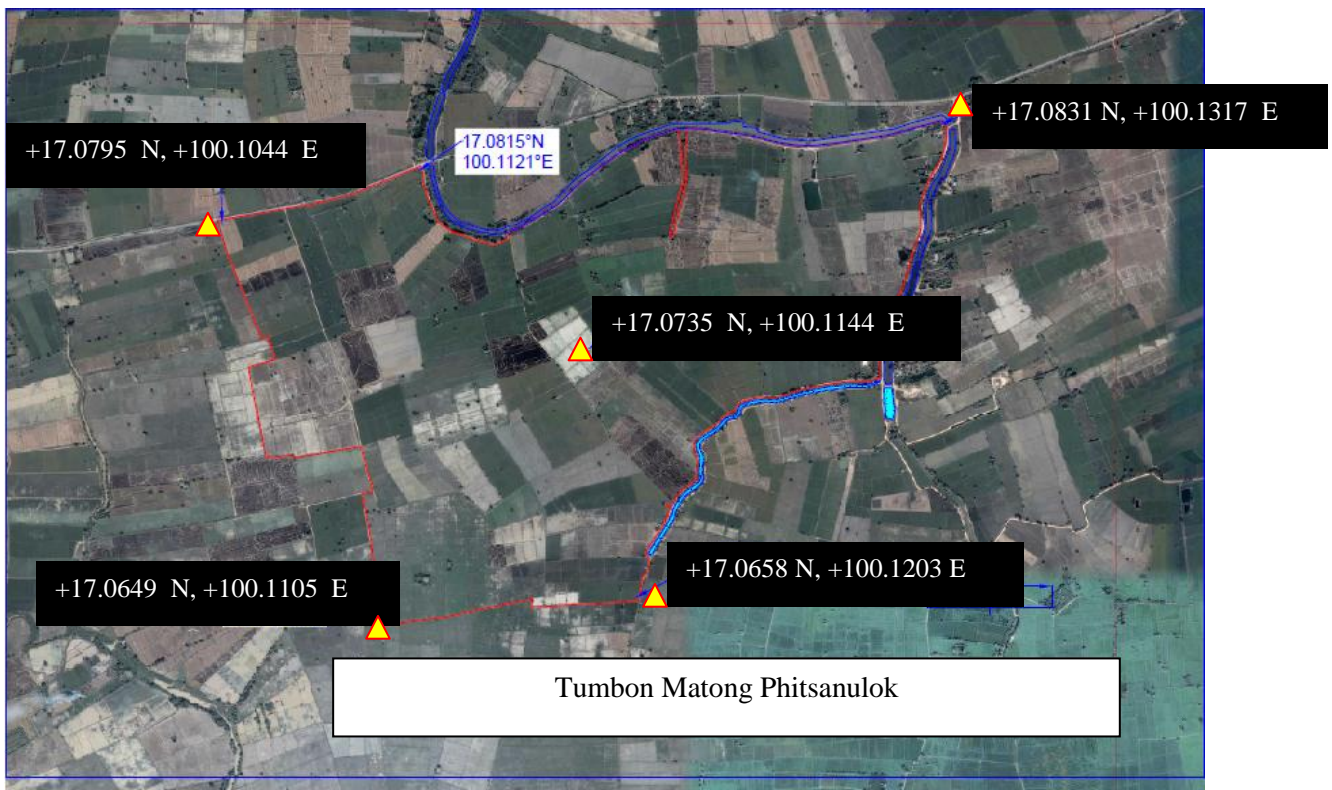 +17.0831 N, +100.1317 E
+17.0795 N, +100.1044 E
17.0815°N
100.1121°E
+17.0735 N, +100.1144 E
+17.0658 N, +100.1203 E
+17.0649 N, +100.1105 E
Tumbon Matong Phitsanulok